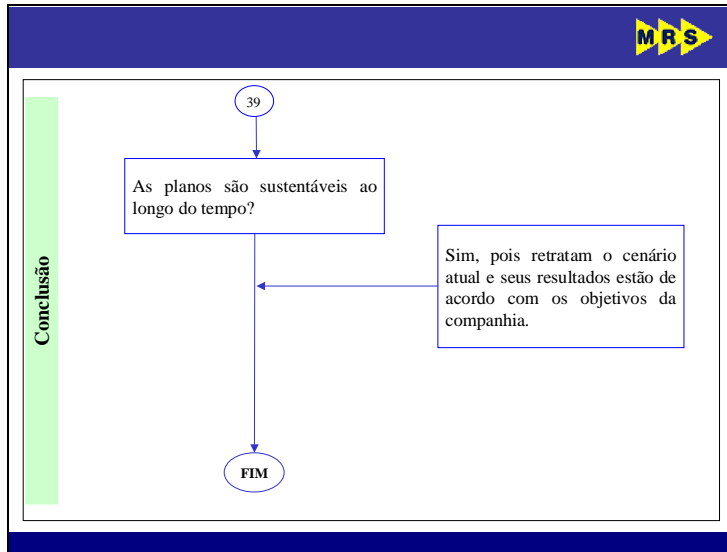 MRS
39
As planos são sustentáveis ao
longo do tempo?
Sim, pois retratam o cenário
atual e seus resultados estão de
acordo com os objetivos da
companhia.
Conclusão
FIM